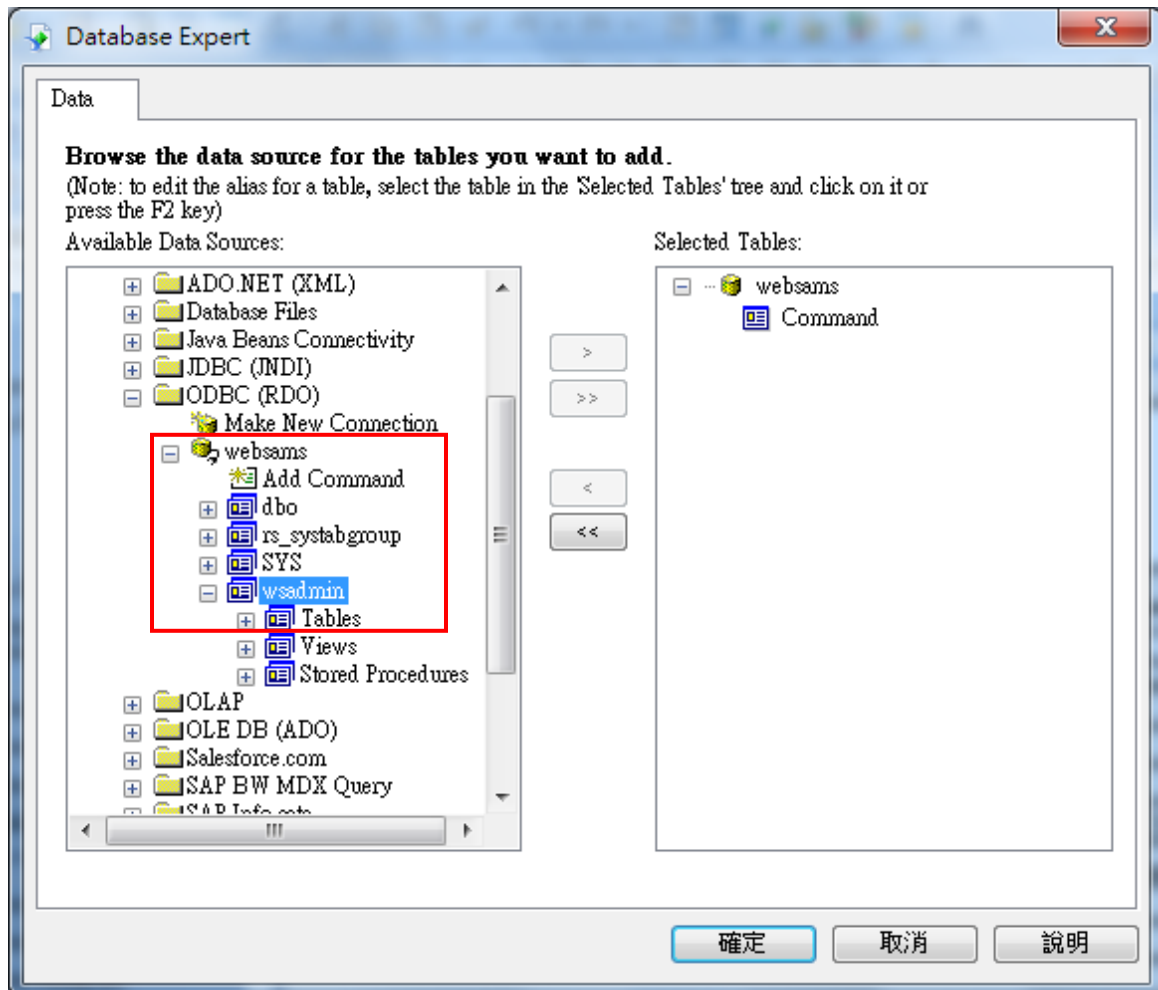 Database Expert
Data
Browse the data source for the tables you want to add.
(Note: to edit the alias for a table, select the table in the 'Selected Tables' tree and click on it or
press the F2 key)
Available Data Sources:
Selected Tables:
ADO.NET (XML)
Database Files
Java Beans Connectivity
JDBC (JNDI)
ODBC (RDO)
Make New Connection
websams
Add Command
dbo
rs_systabgroup
SYS
wsadmin
Tables
Views
Stored Procedures
OLAP
OLE DB (ADO)
Salesforce.com
SAP BW MDX Query
>
>>
<
<<
websams
Command
確定
取消
說明